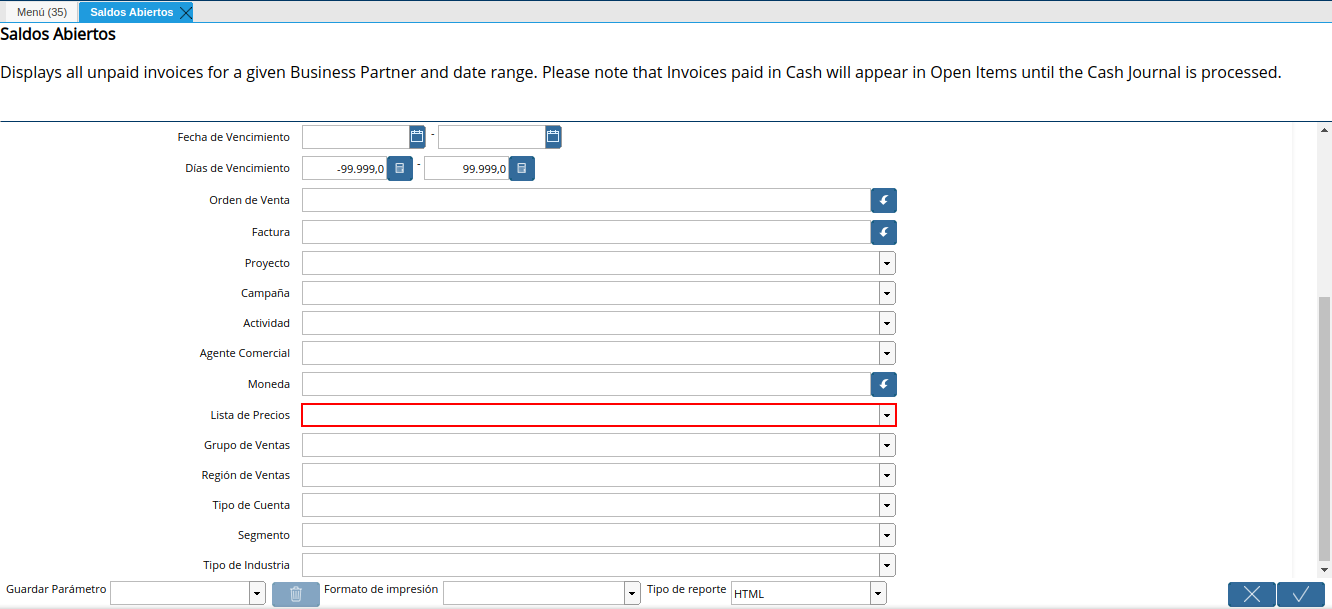 Menú (35) Saldos Abiertos
Saldos Abiertos
Displays all unpaid invoices for a given Business Partner and date range. Please note that Invoices paid in Cash will appear in Open Items until the Cash Journal is processed.
Fecha de Vencimiento -
Días de Vencimiento -99.999,0 - 99.999,0
Orden de Venta
Factura
Proyecto
Campaña
Actividad
Agente Comercial
Moneda
Lista de Precios
Grupo de Ventas
Región de Ventas
Tipo de Cuenta
Segmento
Tipo de Industria
Guardar Parámetro Formato de impresión Tipo de reporte HTML